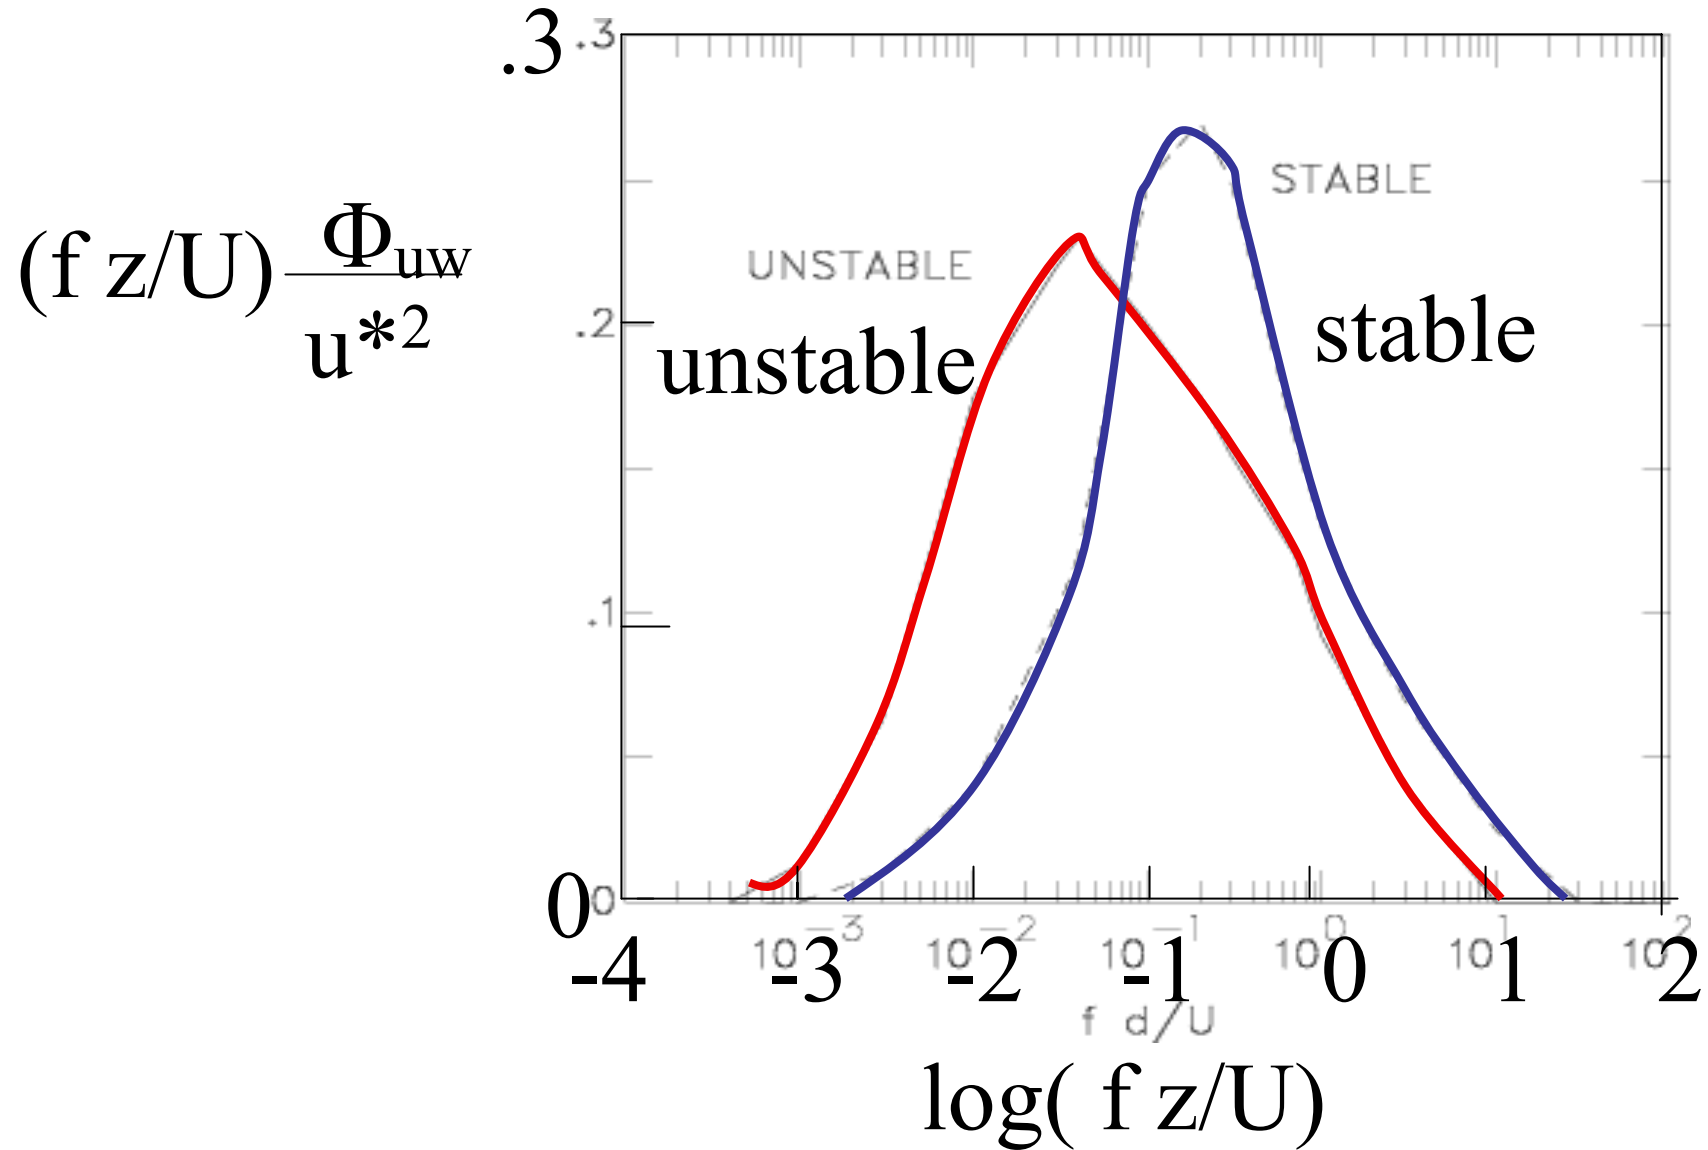 .3
.3
STABLE
(f z/U) Φuw
u*2
UNSTABLE
.2
unstable
stable
.1
0
0
10-3 10-2 10-1 100 101 102
-4 -3 -2 -1 0 1 2
f d/U
log( f z/U)